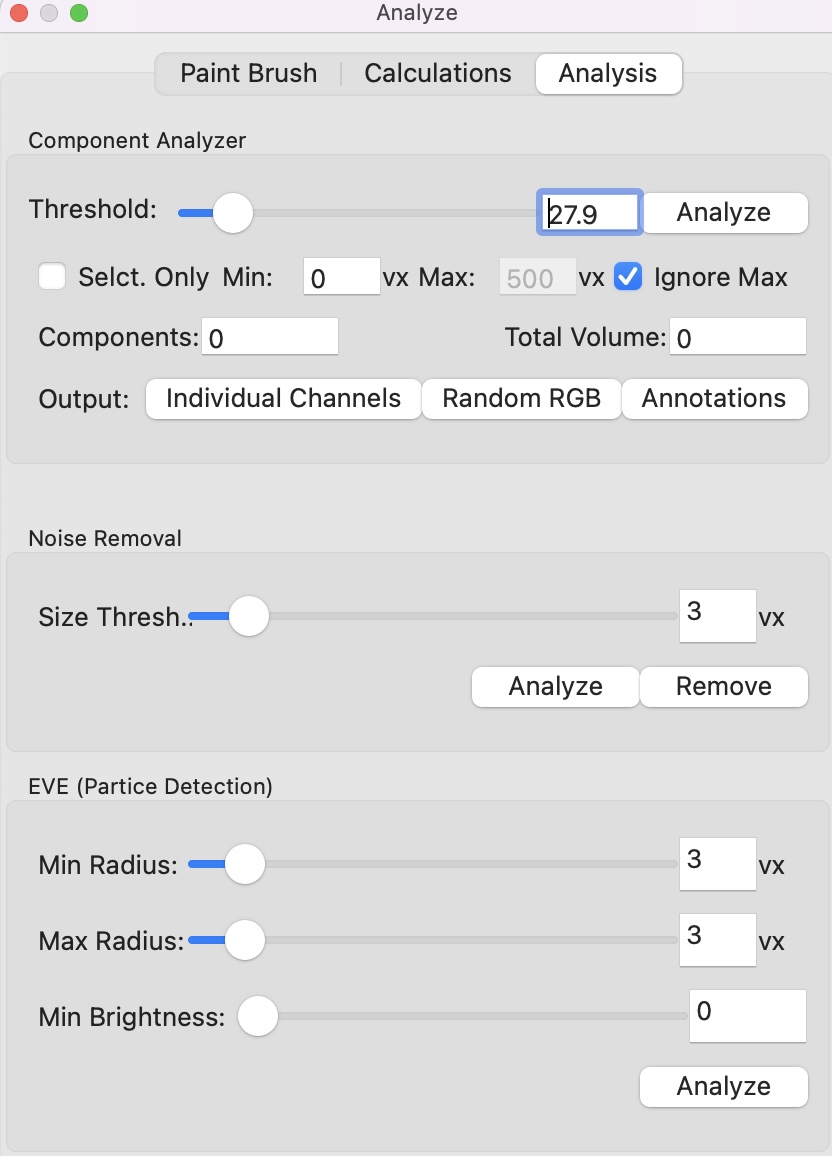 Analyze
Paint Brush Calculations Analysis
Component Analyzer
Threshold: 27.9 Analyze
Selct. Only Min: 0 vx Max: 500 vx Ignore Max
Components: 0 Total Volume: 0
Output: Individual Channels Random RGB Annotations
Noise Removal
Size Thresh.. 3 vx
Analyze Remove
EVE (Partice Detection)
Min Radius: 3 vx
Max Radius: 3 vx
Min Brightness: 0
Analyze